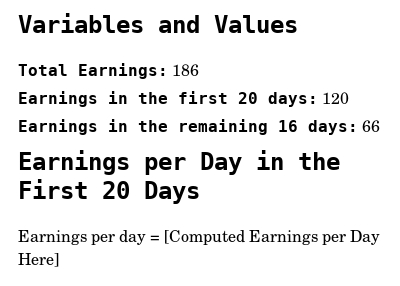 Variables and Values
Total Earnings: 186
Earnings in the first 20 days: 120
Earnings in the remaining 16 days: 66
Earnings per Day in the
First 20 Days
Earnings per day = [Computed Earnings per Day
Here]